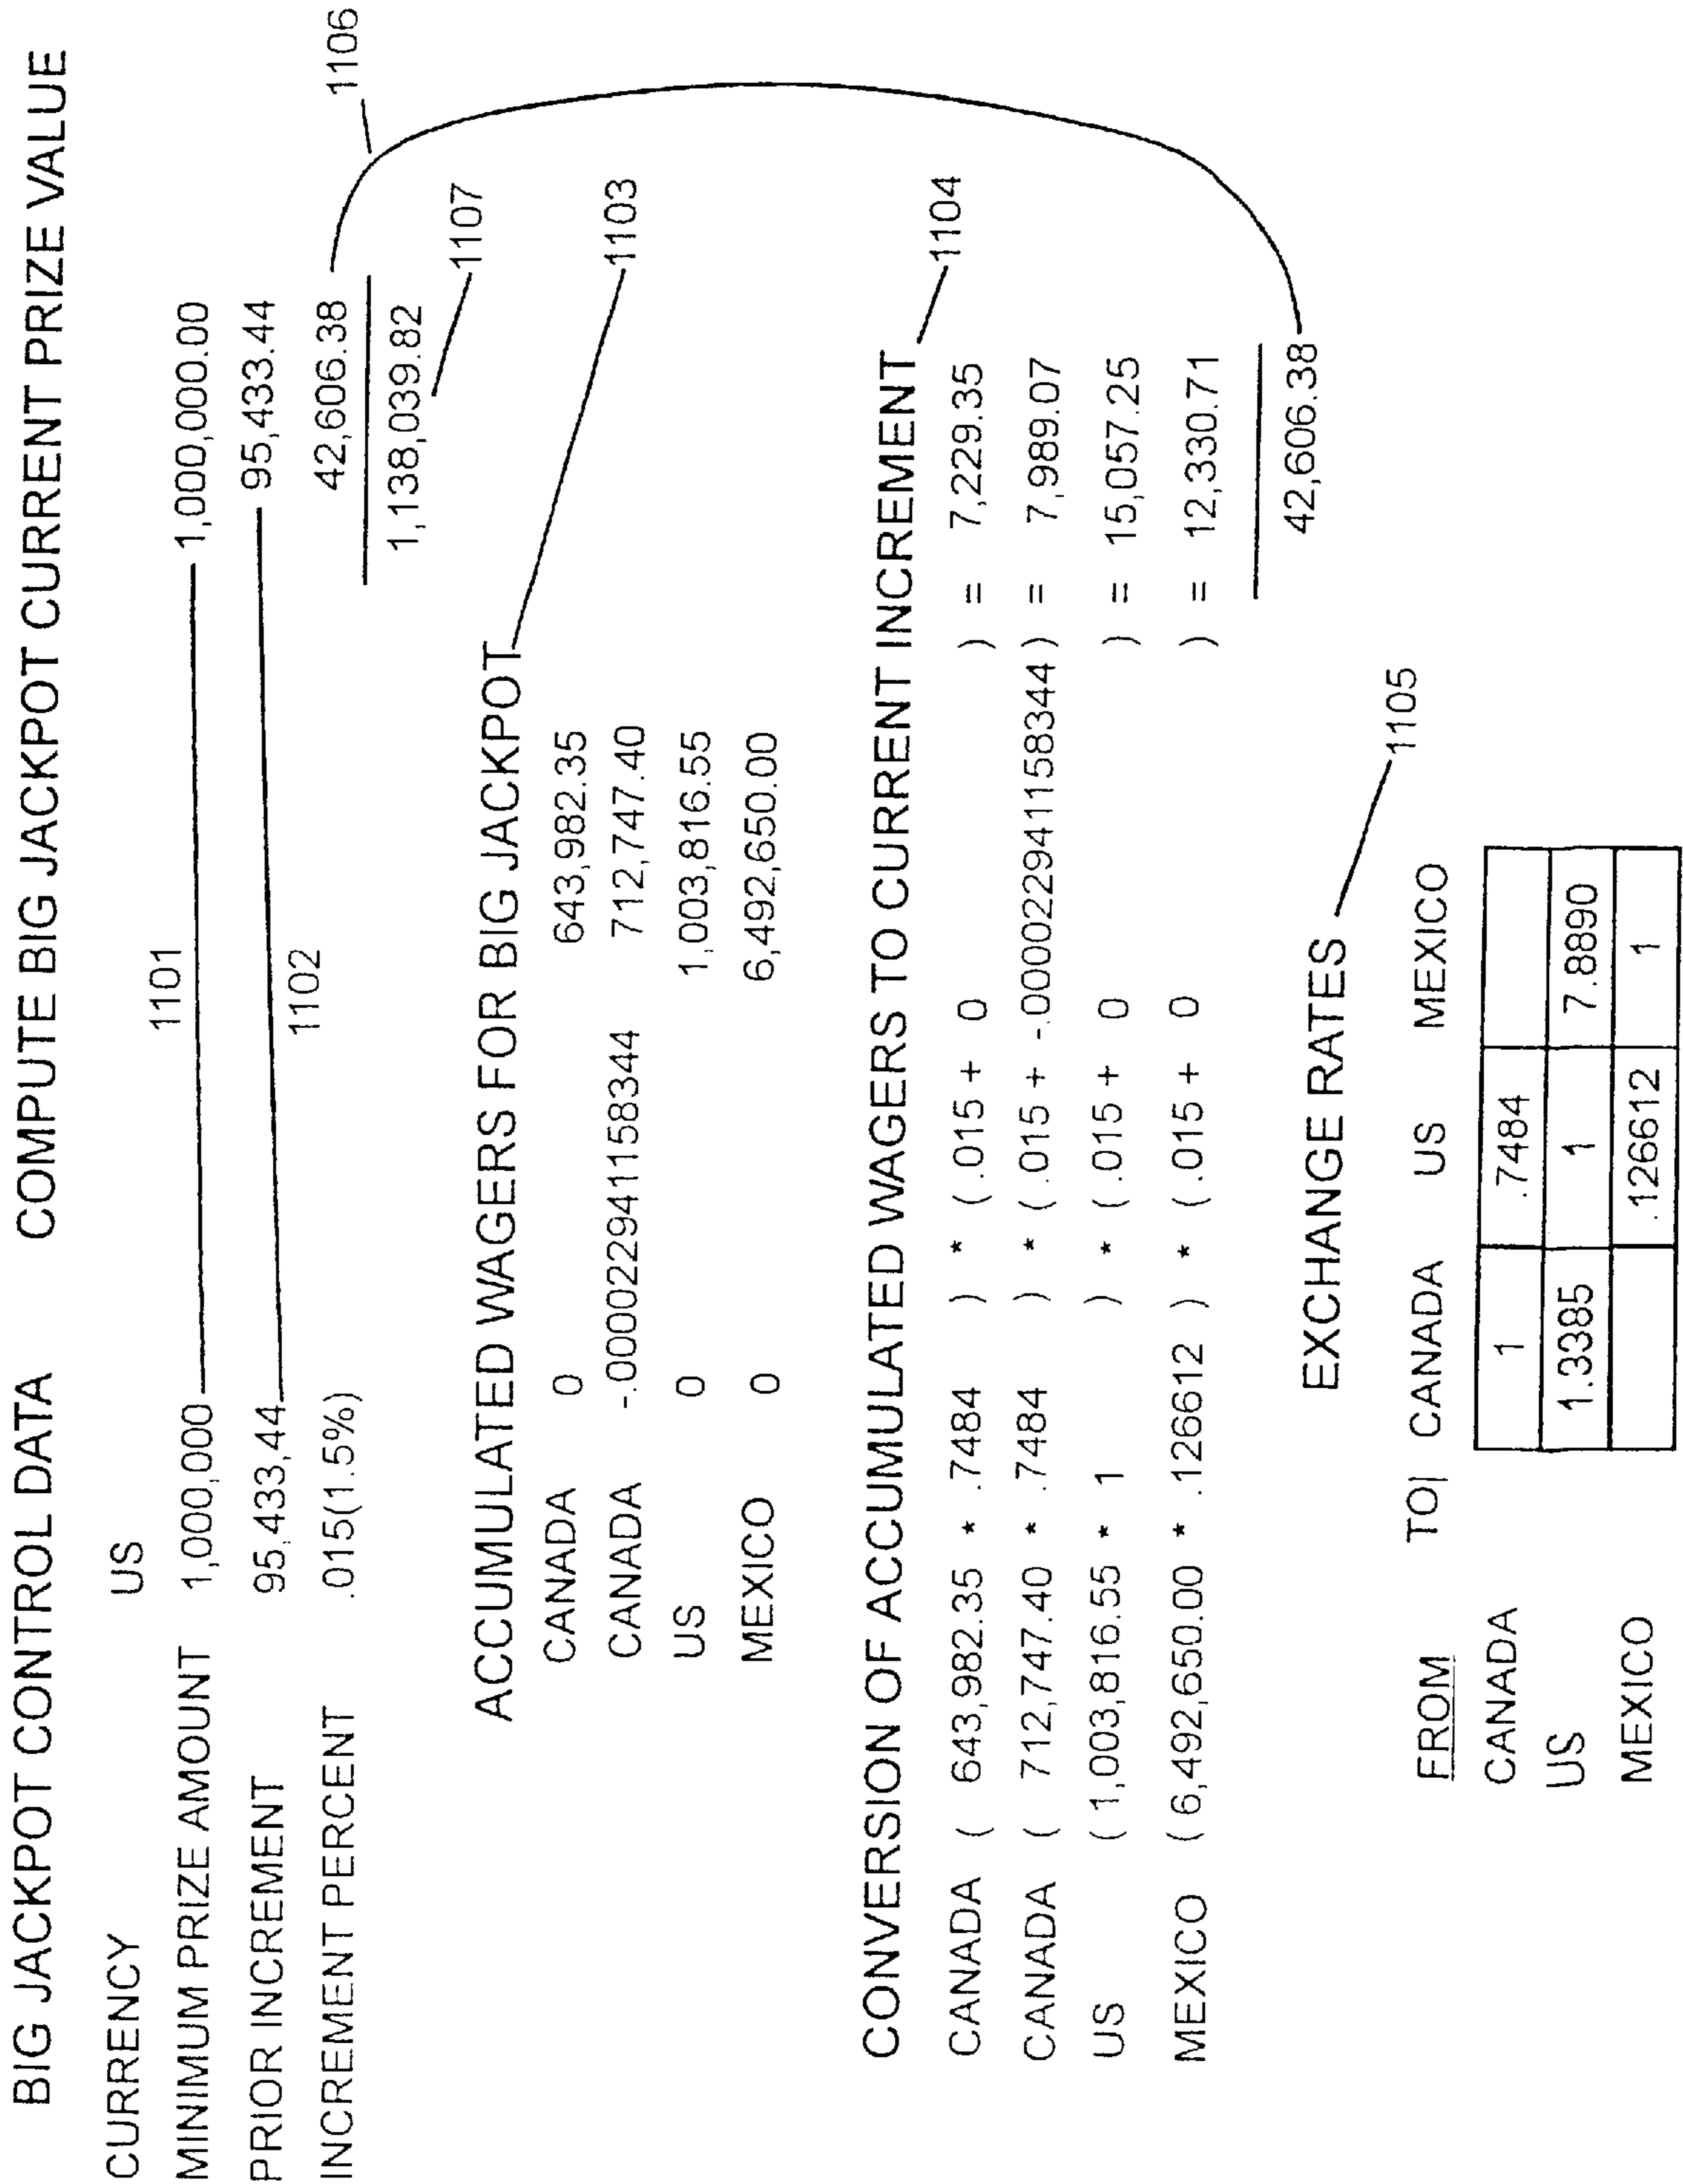 BIG JACKPOT CONTROL DATA COMPUTE BIG JACKPOT CURRENT PRIZE VALUE
CURRENCY US
1101
MINIMUM PRIZE AMOUNT 1,000,000 1,000,000.00
PRIOR INCREMENT 95,433,44 95,433.44
1102
INCREMENT PERCENT .015(1.5%) 42,606.38 1106
1,138,039.82
1107
ACCUMULATED WAGERS FOR BIG JACKPOT 1103
CANADA 0 643,982.35
CANADA -.00002294115834​4 712,747.40
US 0 1,003,816.55
MEXICO 0 6,492,650.00
CONVERSION OF ACCUMULATED WAGERS TO CURRENT INCREMENT 1104
CANADA ( 643,982.35 * .7484 ) * (.015 + 0 ) = 7,229.35
CANADA ( 712,747.40 * .7484 ) * (.015 + -.000022941158344 ) = 7,989.07
US ( 1,003,816.55 * 1 ) * (.015 + 0 ) = 15,057.25
MEXICO ( 6,492,650.00 * .126612 ) * (.015 + 0 ) = 12,330.71
42,606.38
EXCHANGE RATES 1105
FROM TO| CANADA US MEXICO
CANADA 1 .7484
US 1.3385 1 7.8890
MEXICO .126612 1